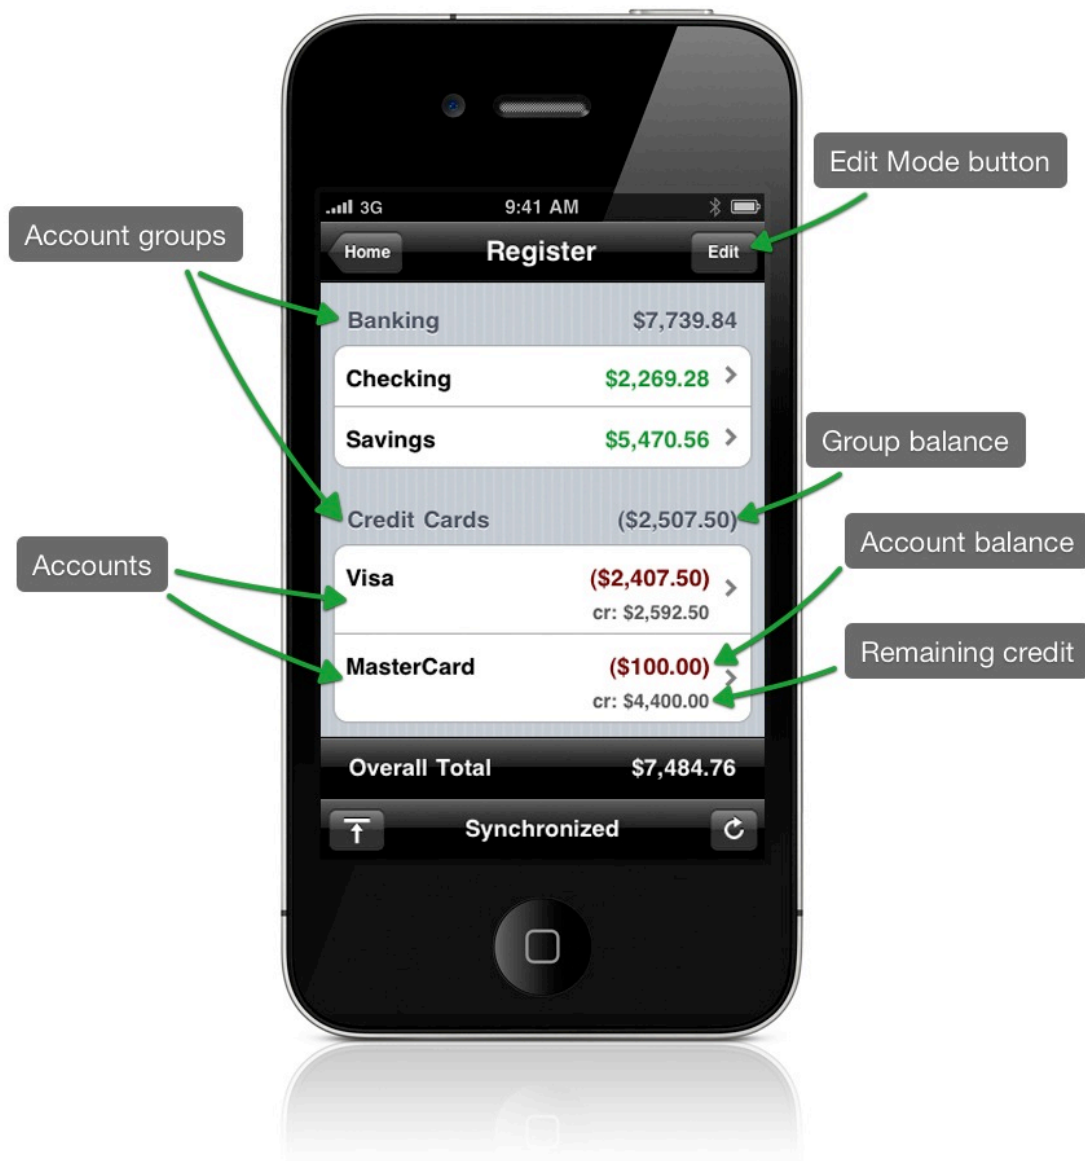 Edit Mode button
3G 9:41 AM
Account groups
Home Register Edit
Banking $7,739.84
Checking $2,269.28
Savings $5,470.56
Group balance
Credit Cards ($2,507.50)
Account balance
Accounts
Visa ($2,407.50)
cr: $2,592.50
Remaining credit
MasterCard ($100.00)
cr: $4,400.00
Overall Total $7,484.76
Synchronized